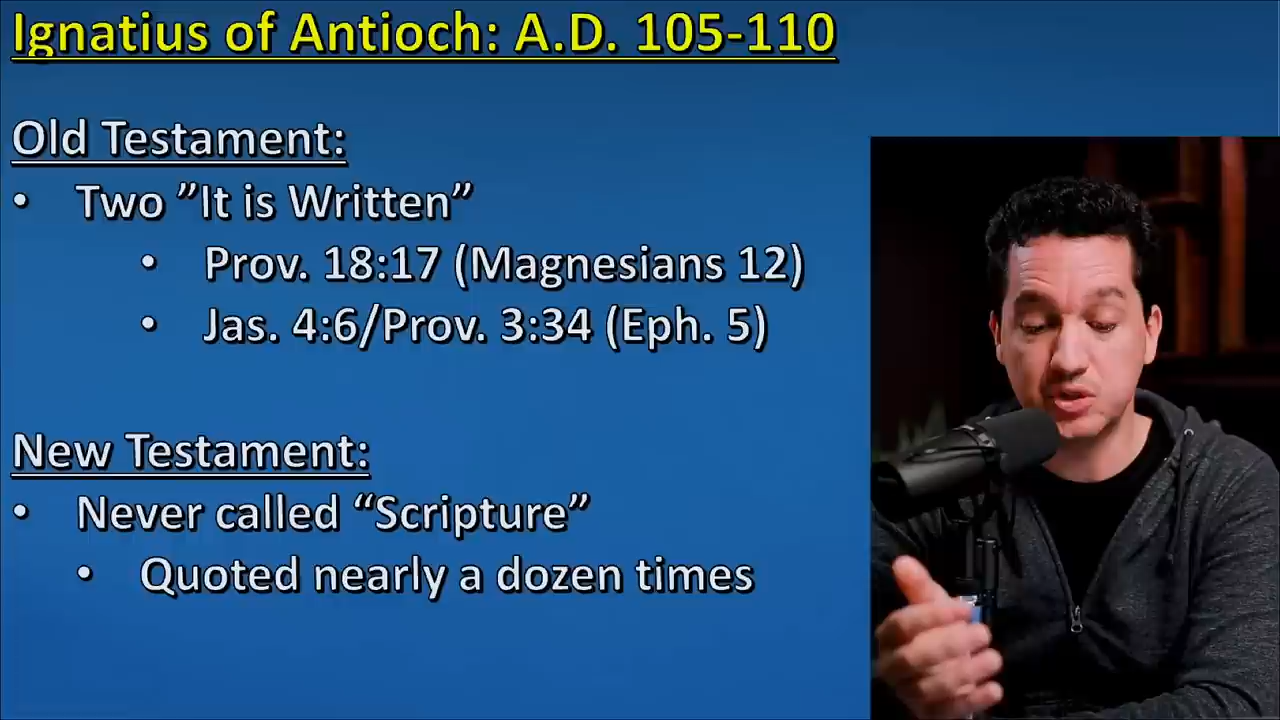 Ignatius of Antioch: A.D. 105-110
Old Testament:
• Two ”It is Written”
• Prov. 18:17 (Magnesians 12)
• Jas. 4:6/Prov. 3:34 (Eph. 5)
New Testament:
• Never called “Scripture”
• Quoted nearly a dozen times